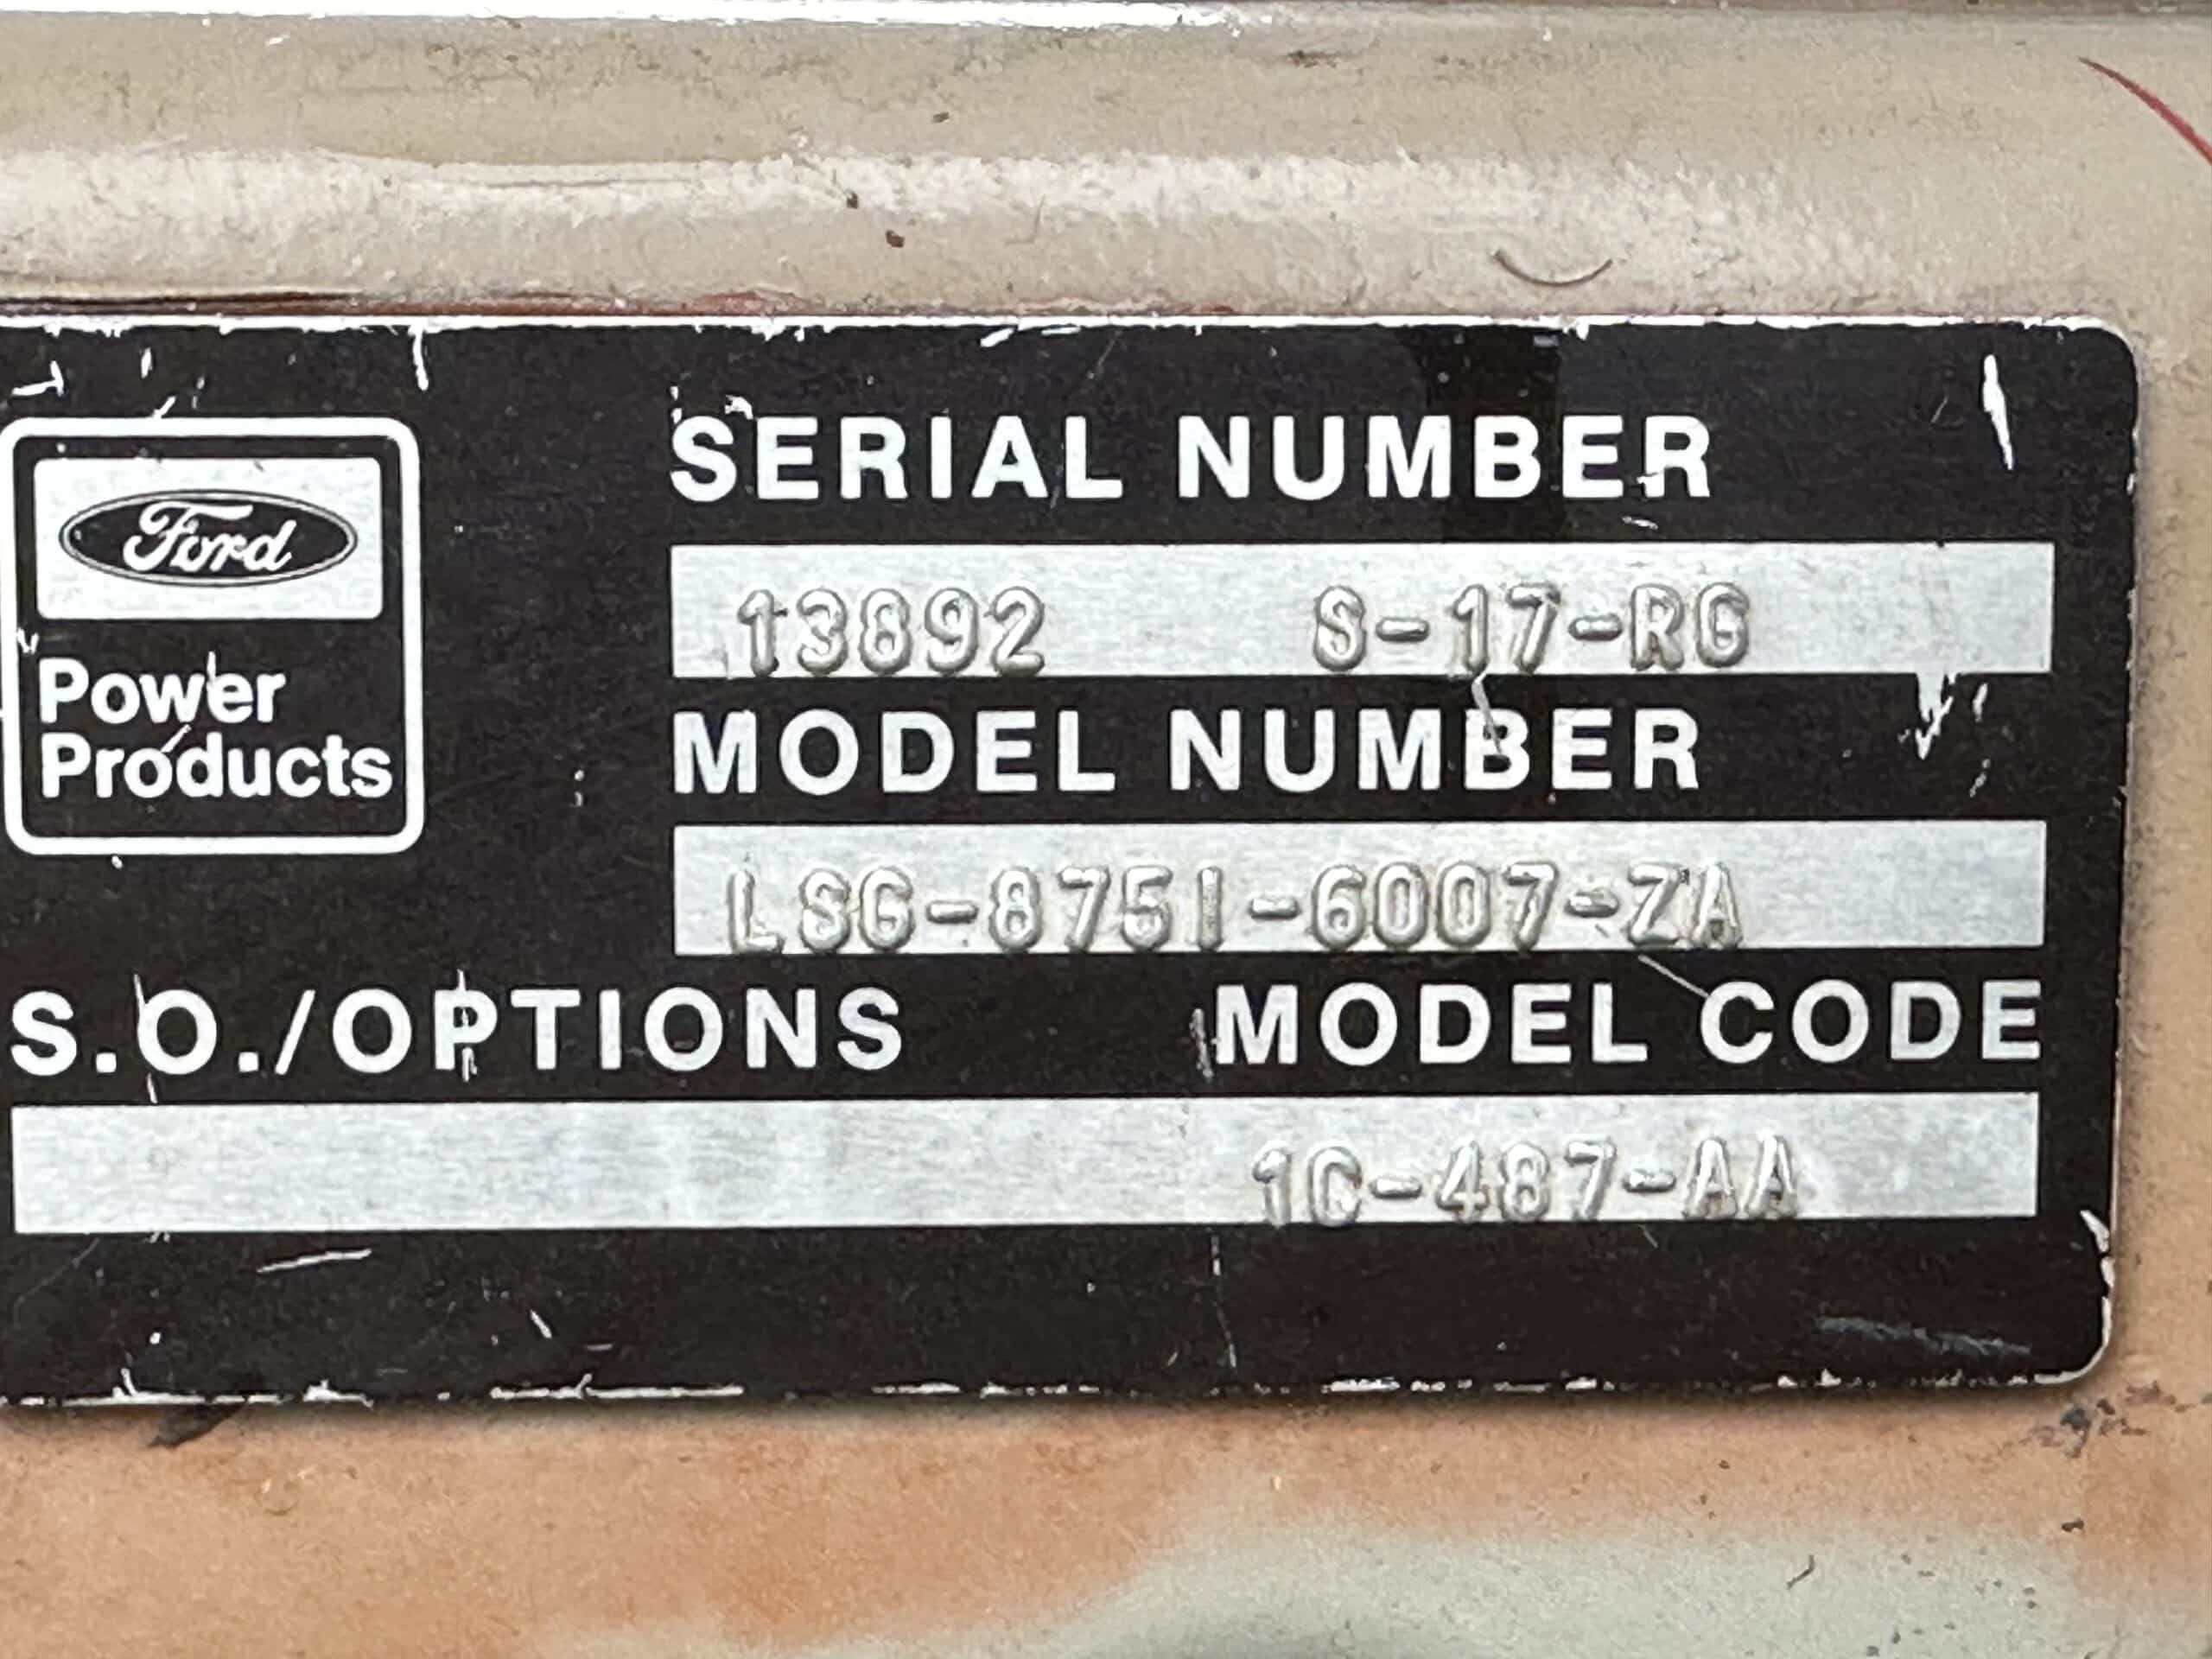 SERIAL NUMBER
Ford
13892 S-17-RG
Power
Products
MODEL NUMBER
LSG-875I-6007-ZA
S.O./OPTIONS MODEL CODE
1C-487-AA